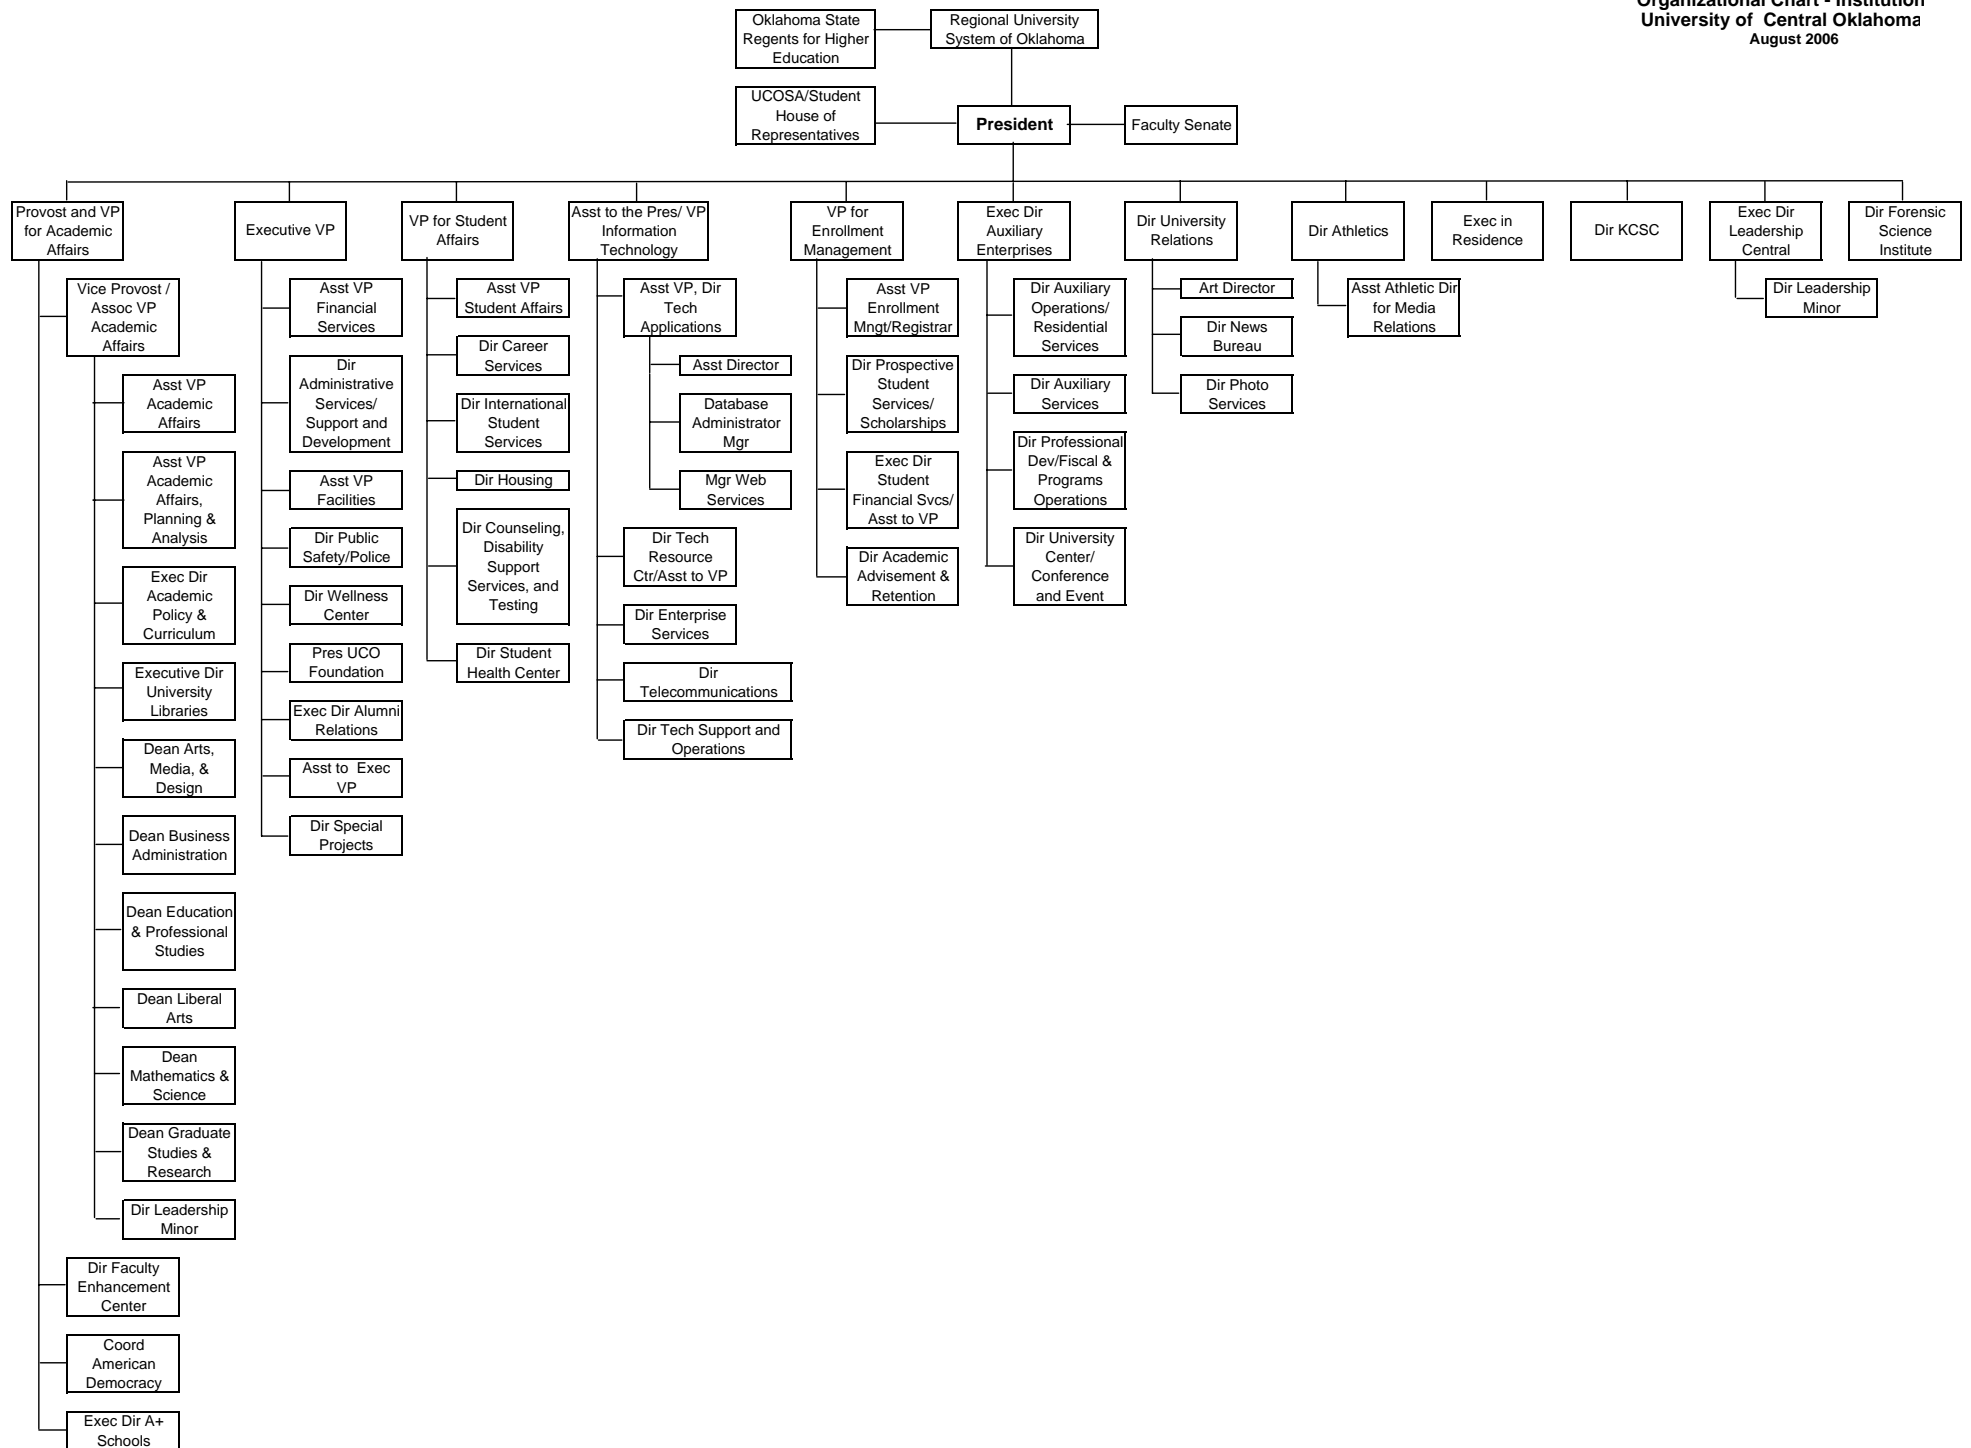 Organizational Chart - Institution
University of  Central Oklahoma
August 2006
Oklahoma State
Regents for Higher
Education
Regional University
System of Oklahoma
UCOSA/Student
House of
Representatives
President
Faculty Senate
Provost and VP
for Academic
Affairs
Executive VP
VP for Student
Affairs
Asst to the Pres/ VP
Information
Technology
VP for
Enrollment
Management
Exec Dir
Auxiliary
Enterprises
Dir University
Relations
Dir Athletics
Exec in
Residence
Dir KCSC
Exec Dir
Leadership
Central
Dir Forensic
Science
Institute
Vice Provost /
Assoc VP
Academic
Affairs
Asst VP
Academic
Affairs
Asst VP
Academic
Affairs,
Planning &
Analysis
Exec Dir
Academic
Policy &
Curriculum
Executive Dir
University
Libraries
Dean Arts,
Media, &
Design
Dean Business
Administration
Dean Education
& Professional
Studies
Dean Liberal
Arts
Dean
Mathematics &
Science
Dean Graduate
Studies &
Research
Dir Leadership
Minor
Dir Faculty
Enhancement
Center
Coord
American
Democracy
Exec Dir A+
Schools
Asst VP
Financial
Services
Dir
Administrative
Services/
Support and
Development
Asst VP
Facilities
Dir Public
Safety/Police
Dir Wellness
Center
Pres UCO
Foundation
Exec Dir Alumni
Relations
Asst to  Exec
VP
Dir Special
Projects
Asst VP
Student Affairs
Dir Career
Services
Dir International
Student
Services
Dir Housing
Dir Counseling,
Disability
Support
Services, and
Testing
Dir Student
Health Center
Asst VP, Dir
Tech
Applications
Asst Director
Database
Administrator
Mgr
Mgr Web
Services
Dir Tech
Resource
Ctr/Asst to VP
Dir Enterprise
Services
Dir
Telecommunications
Dir Tech Support and
Operations
Asst VP
Enrollment
Mngt/Registrar
Dir Prospective
Student
Services/
Scholarships
Exec Dir
Student
Financial Svcs/
Asst to VP
Dir Academic
Advisement &
Retention
Dir Auxiliary
Operations/
Residential
Services
Dir Auxiliary
Services
Dir Professional
Dev/Fiscal &
Programs
Operations
Dir University
Center/
Conference
and Event
Art Director
Dir News
Bureau
Dir Photo
Services
Asst Athletic Dir
for Media
Relations
Dir Leadership
Minor